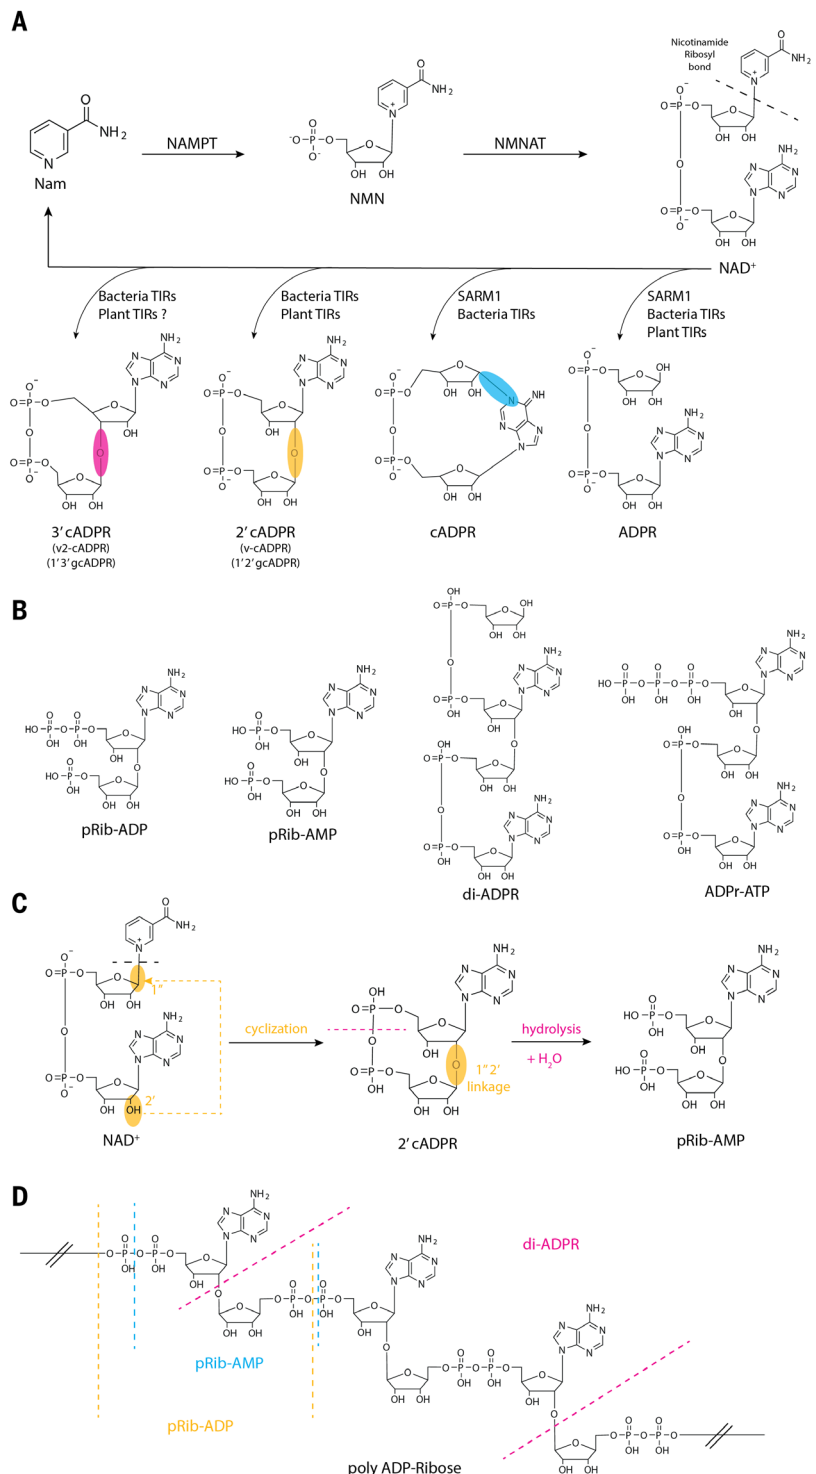 A
Nicotinamide
Ribosyl
bond
NAMPT
NMNAT
Nam
NMN
NAD+
Bacteria TIRs
Plant TIRs ?
Bacteria TIRs
Plant TIRs
SARM1
Bacteria TIRs
SARM1
Bacteria TIRs
Plant TIRs
3’ cADPR
(v2-cADPR)
(1’ 3’ gcADPR)
2’ cADPR
(v-cADPR)
(1’ 2’ gcADPR)
cADPR
ADPR
B
pRib-ADP
pRib-AMP
di-ADPR
ADPr-ATP
C
1”
2’
NAD+
cyclization
2’ cADPR
1” 2’
linkage
hydrolysis
+ H2O
pRib-AMP
D
di-ADPR
pRib-AMP
pRib-ADP
poly ADP-Ribose